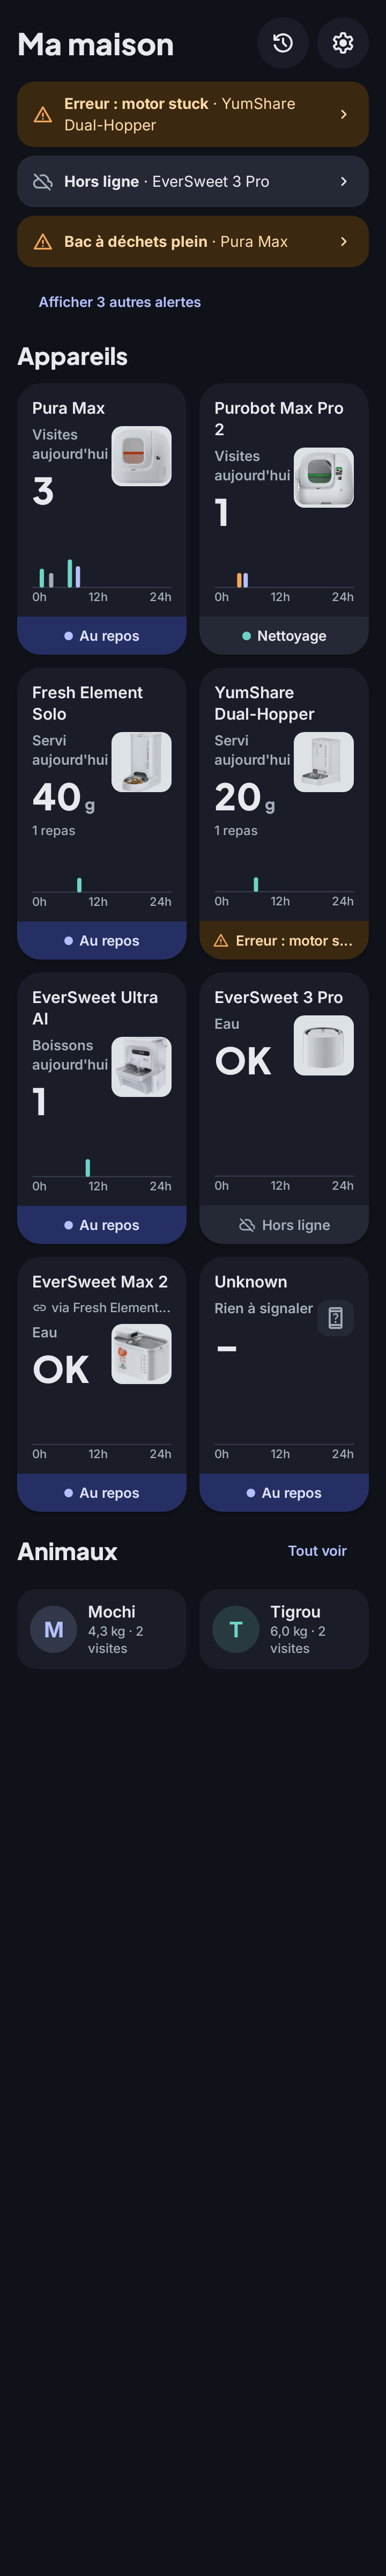 Ma maison
Erreur : motor stuck · YumShare
Dual-Hopper
Hors ligne · EverSweet 3 Pro
Bac à déchets plein · Pura Max
Afficher 3 autres alertes
Appareils
Pura Max
Visites
aujourd'hui
3
0h 12h 24h
Au repos
Purobot Max Pro
2
Visites
aujourd'hui
1
0h 12h 24h
Nettoyage
Fresh Element
Solo
Servi
aujourd'hui
40 g
1 repas
0h 12h 24h
Au repos
YumShare
Dual-Hopper
Servi
aujourd'hui
20 g
1 repas
0h 12h 24h
Erreur : motor s...
EverSweet Ultra
AI
Boissons
aujourd'hui
1
0h 12h 24h
Au repos
EverSweet 3 Pro
Eau
OK
0h 12h 24h
Hors ligne
EverSweet Max 2
via Fresh Element...
Eau
OK
0h 12h 24h
Au repos
Unknown
Rien à signaler
–
0h 12h 24h
Au repos
Animaux
Tout voir
M
Mochi
4,3 kg · 2
visites
T
Tigrou
6,0 kg · 2
visites